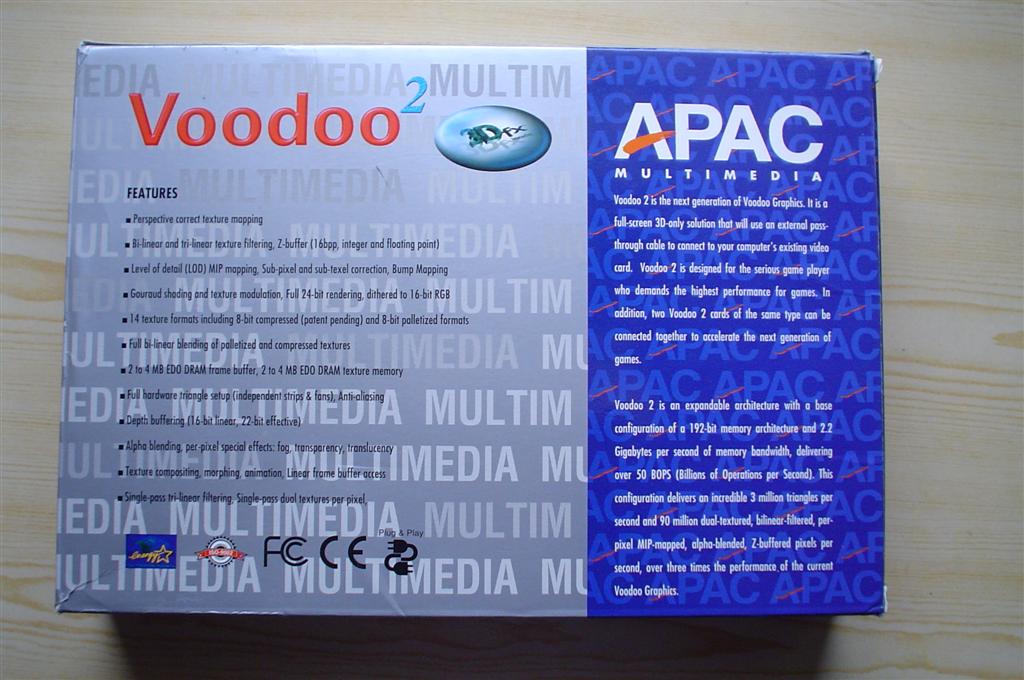 Voodoo2
3Dfx
FEATURES
■ Perspective correct texture mapping
■ Bi-linear and tri-linear texture filtering, Z-buffer (16bpp, integer and floating point)
■ Level of detail (LOD) MIP mapping, Sub-pixel and sub-texel correction, Bump Mapping
■ Gouraud shading and texture modulation, Full 24-bit rendering, dithered to 16-bit RGB
■ 14 texture formats including 8-bit compressed (patent pending) and 8-bit palletized formats
■ Full bi-linear blending of palletized and compressed textures
■ 2 to 4 MB EDO DRAM frame buffer, 2 to 4 MB EDO DRAM texture memory
■ Full hardware triangle setup (independent strips & fans), Anti-aliasing
■ Depth buffering (16-bit linear, 22-bit effective)
■ Alpha blending, per-pixel special effects: fog, transparency, translucency
■ Texture compositing, morphing, animation, Linear frame buffer access
■ Single-pass tri-linear filtering, Single-pass dual textures per pixel,
energy
ISO-9002
FC
CE
Plug & Play
APAC
MULTIMEDIA
Voodoo 2 is the next generation of Voodoo Graphics. It is a
full-screen 3D-only solution that will use an external pass-
through cable to connect to your computer's existing video
card. Voodoo 2 is designed for the serious game player
who demands the highest performance for games. In
addition, two Voodoo 2 cards of the same type can be
connected together to accelerate the next generation of
games.
Voodoo 2 is an expandable architecture with a base
configuration of a 192-bit memory architecture and 2.2
Gigabytes per second of memory bandwidth, delivering
over 50 BOPS (Billions of Operations per Second). This
configuration delivers an incredible 3 million triangles per
second and 90 million dual-textured, bilinear-filtered, per-
pixel MIP-mapped, alpha-blended, Z-buffered pixels per
second, over three times the performance of the current
Voodoo Graphics.